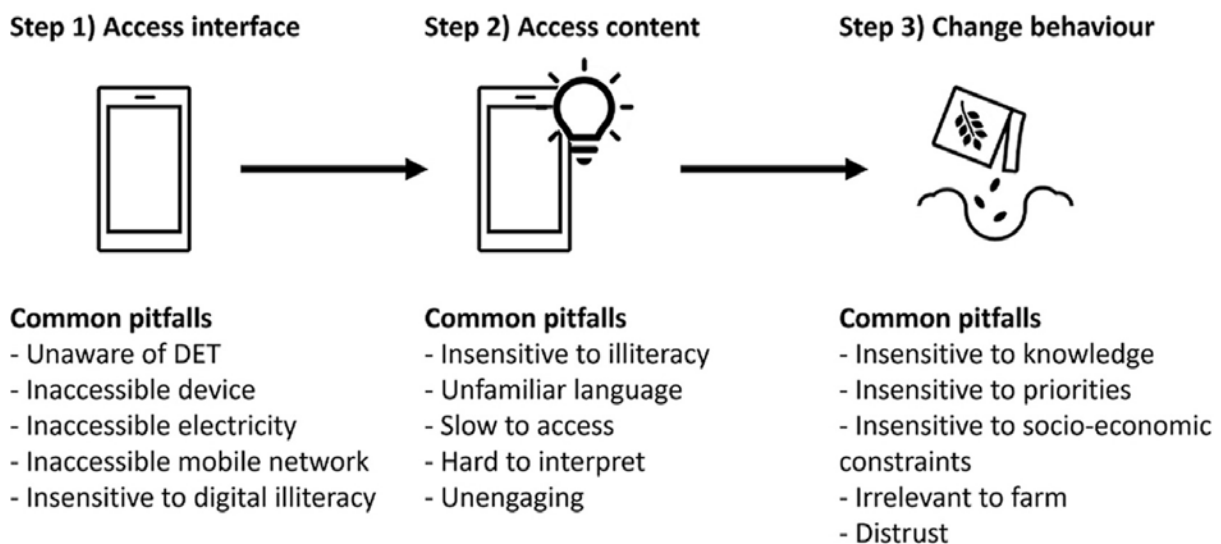 Step 1) Access interface
Step 2) Access content
Step 3) Change behaviour
Common pitfalls
- Unaware of DET
- Inaccessible device
- Inaccessible electricity
- Inaccessible mobile network
- Insensitive to digital illiteracy
Common pitfalls
- Insensitive to illiteracy
- Unfamiliar language
- Slow to access
- Hard to interpret
- Unengaging
Common pitfalls
- Insensitive to knowledge
- Insensitive to priorities
- Insensitive to socio-economic
constraints
- Irrelevant to farm
- Distrust